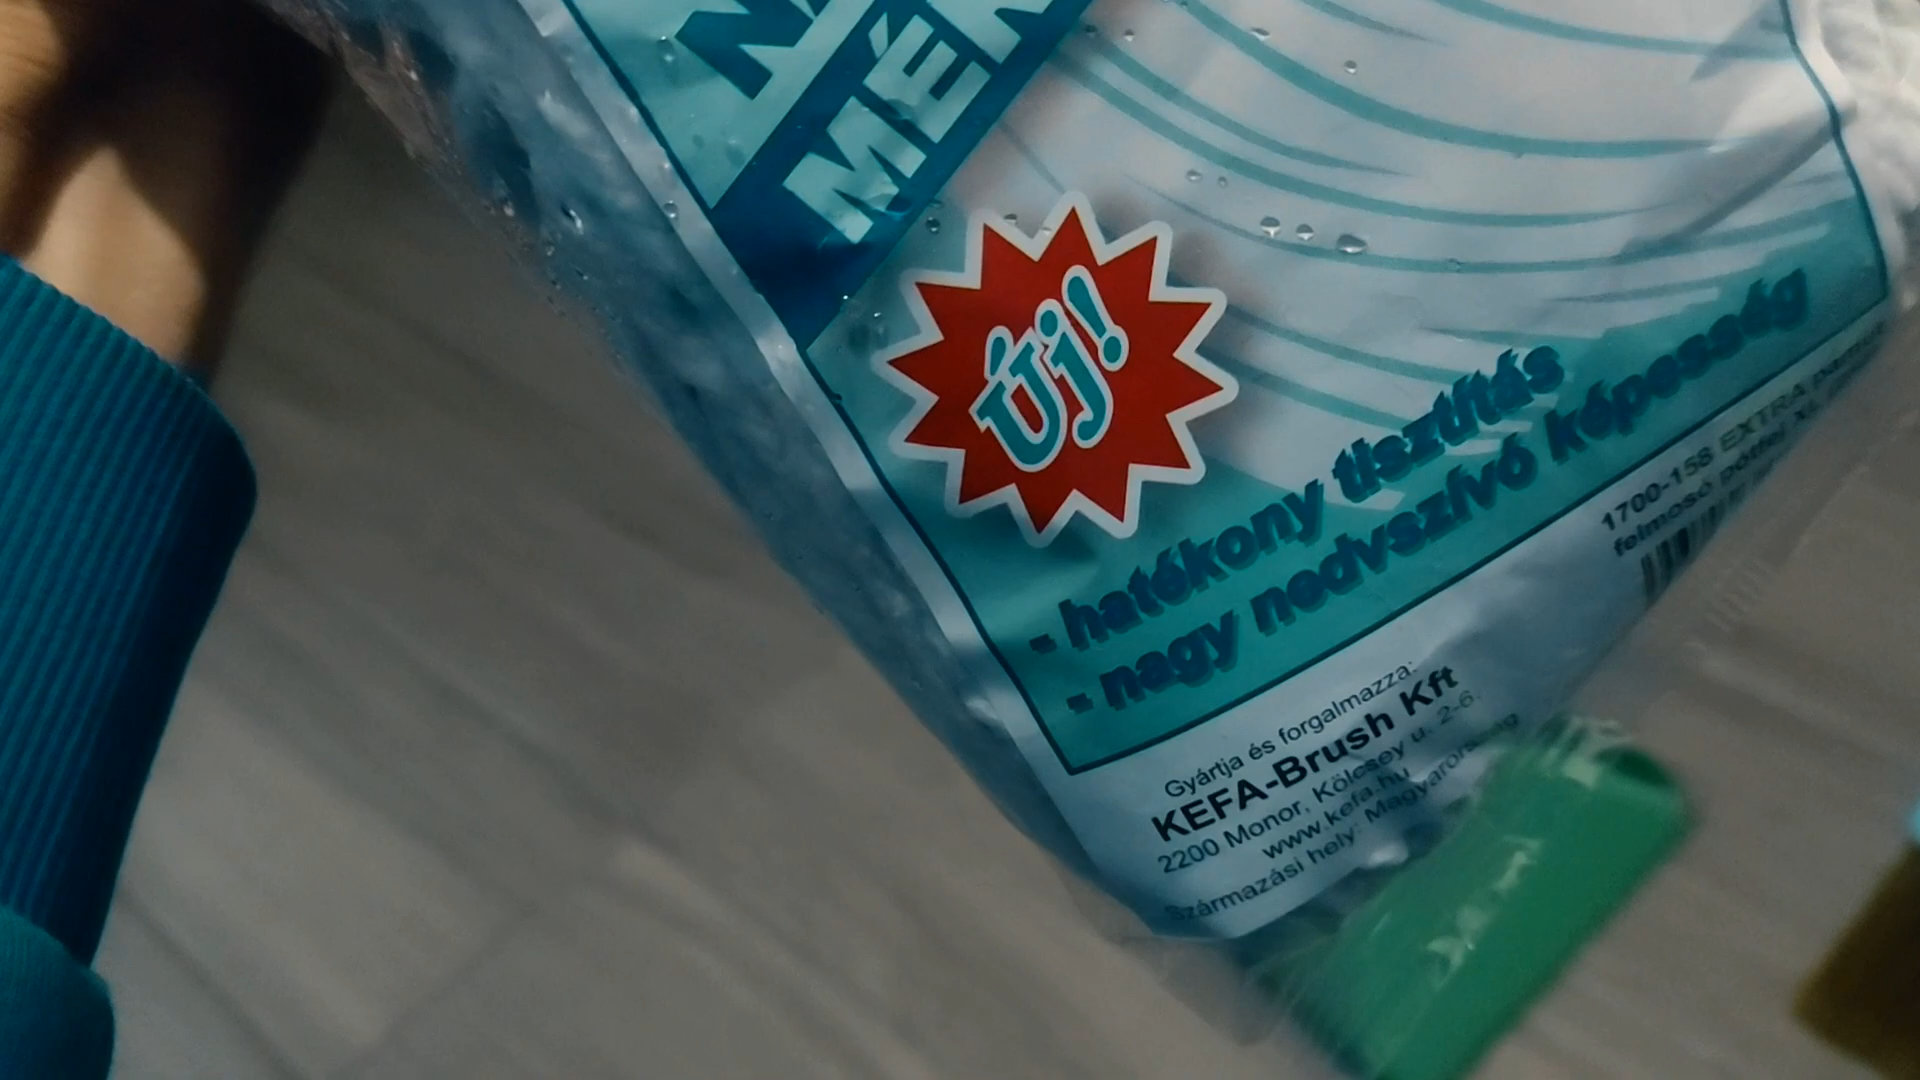 Új!
- hatékony tisztítás
- nagy nedvszívó képesség
1700-158 EXTRA
felmosó pótfej XL
Gyártja és forgalmazza:
KEFA-Brush Kft
2200 Monor, Kölcsey u. 2-6.
www.kefa.hu
Származási hely: Magyarország